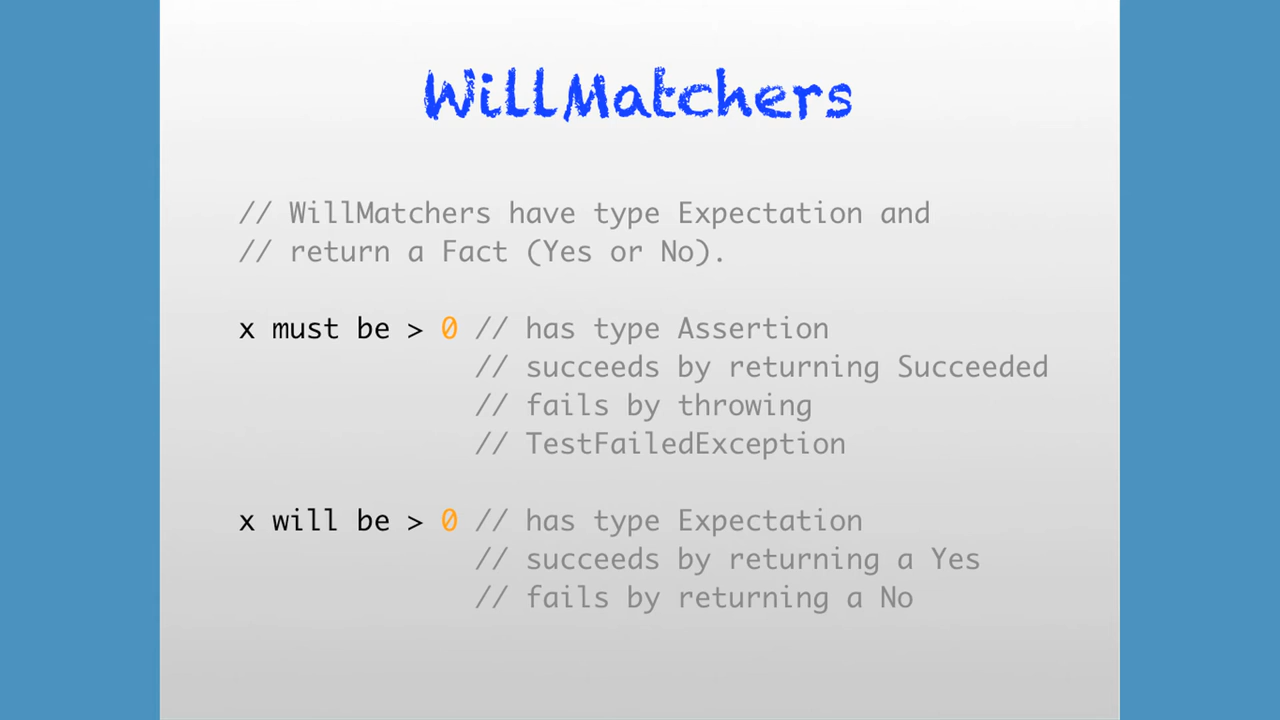 WillMatchers
// WillMatchers have type Expectation and
// return a Fact (Yes or No).
x must be > 0 // has type Assertion
// succeeds by returning Succeeded
// fails by throwing
// TestFailedException
x will be > 0 // has type Expectation
// succeeds by returning a Yes
// fails by returning a No